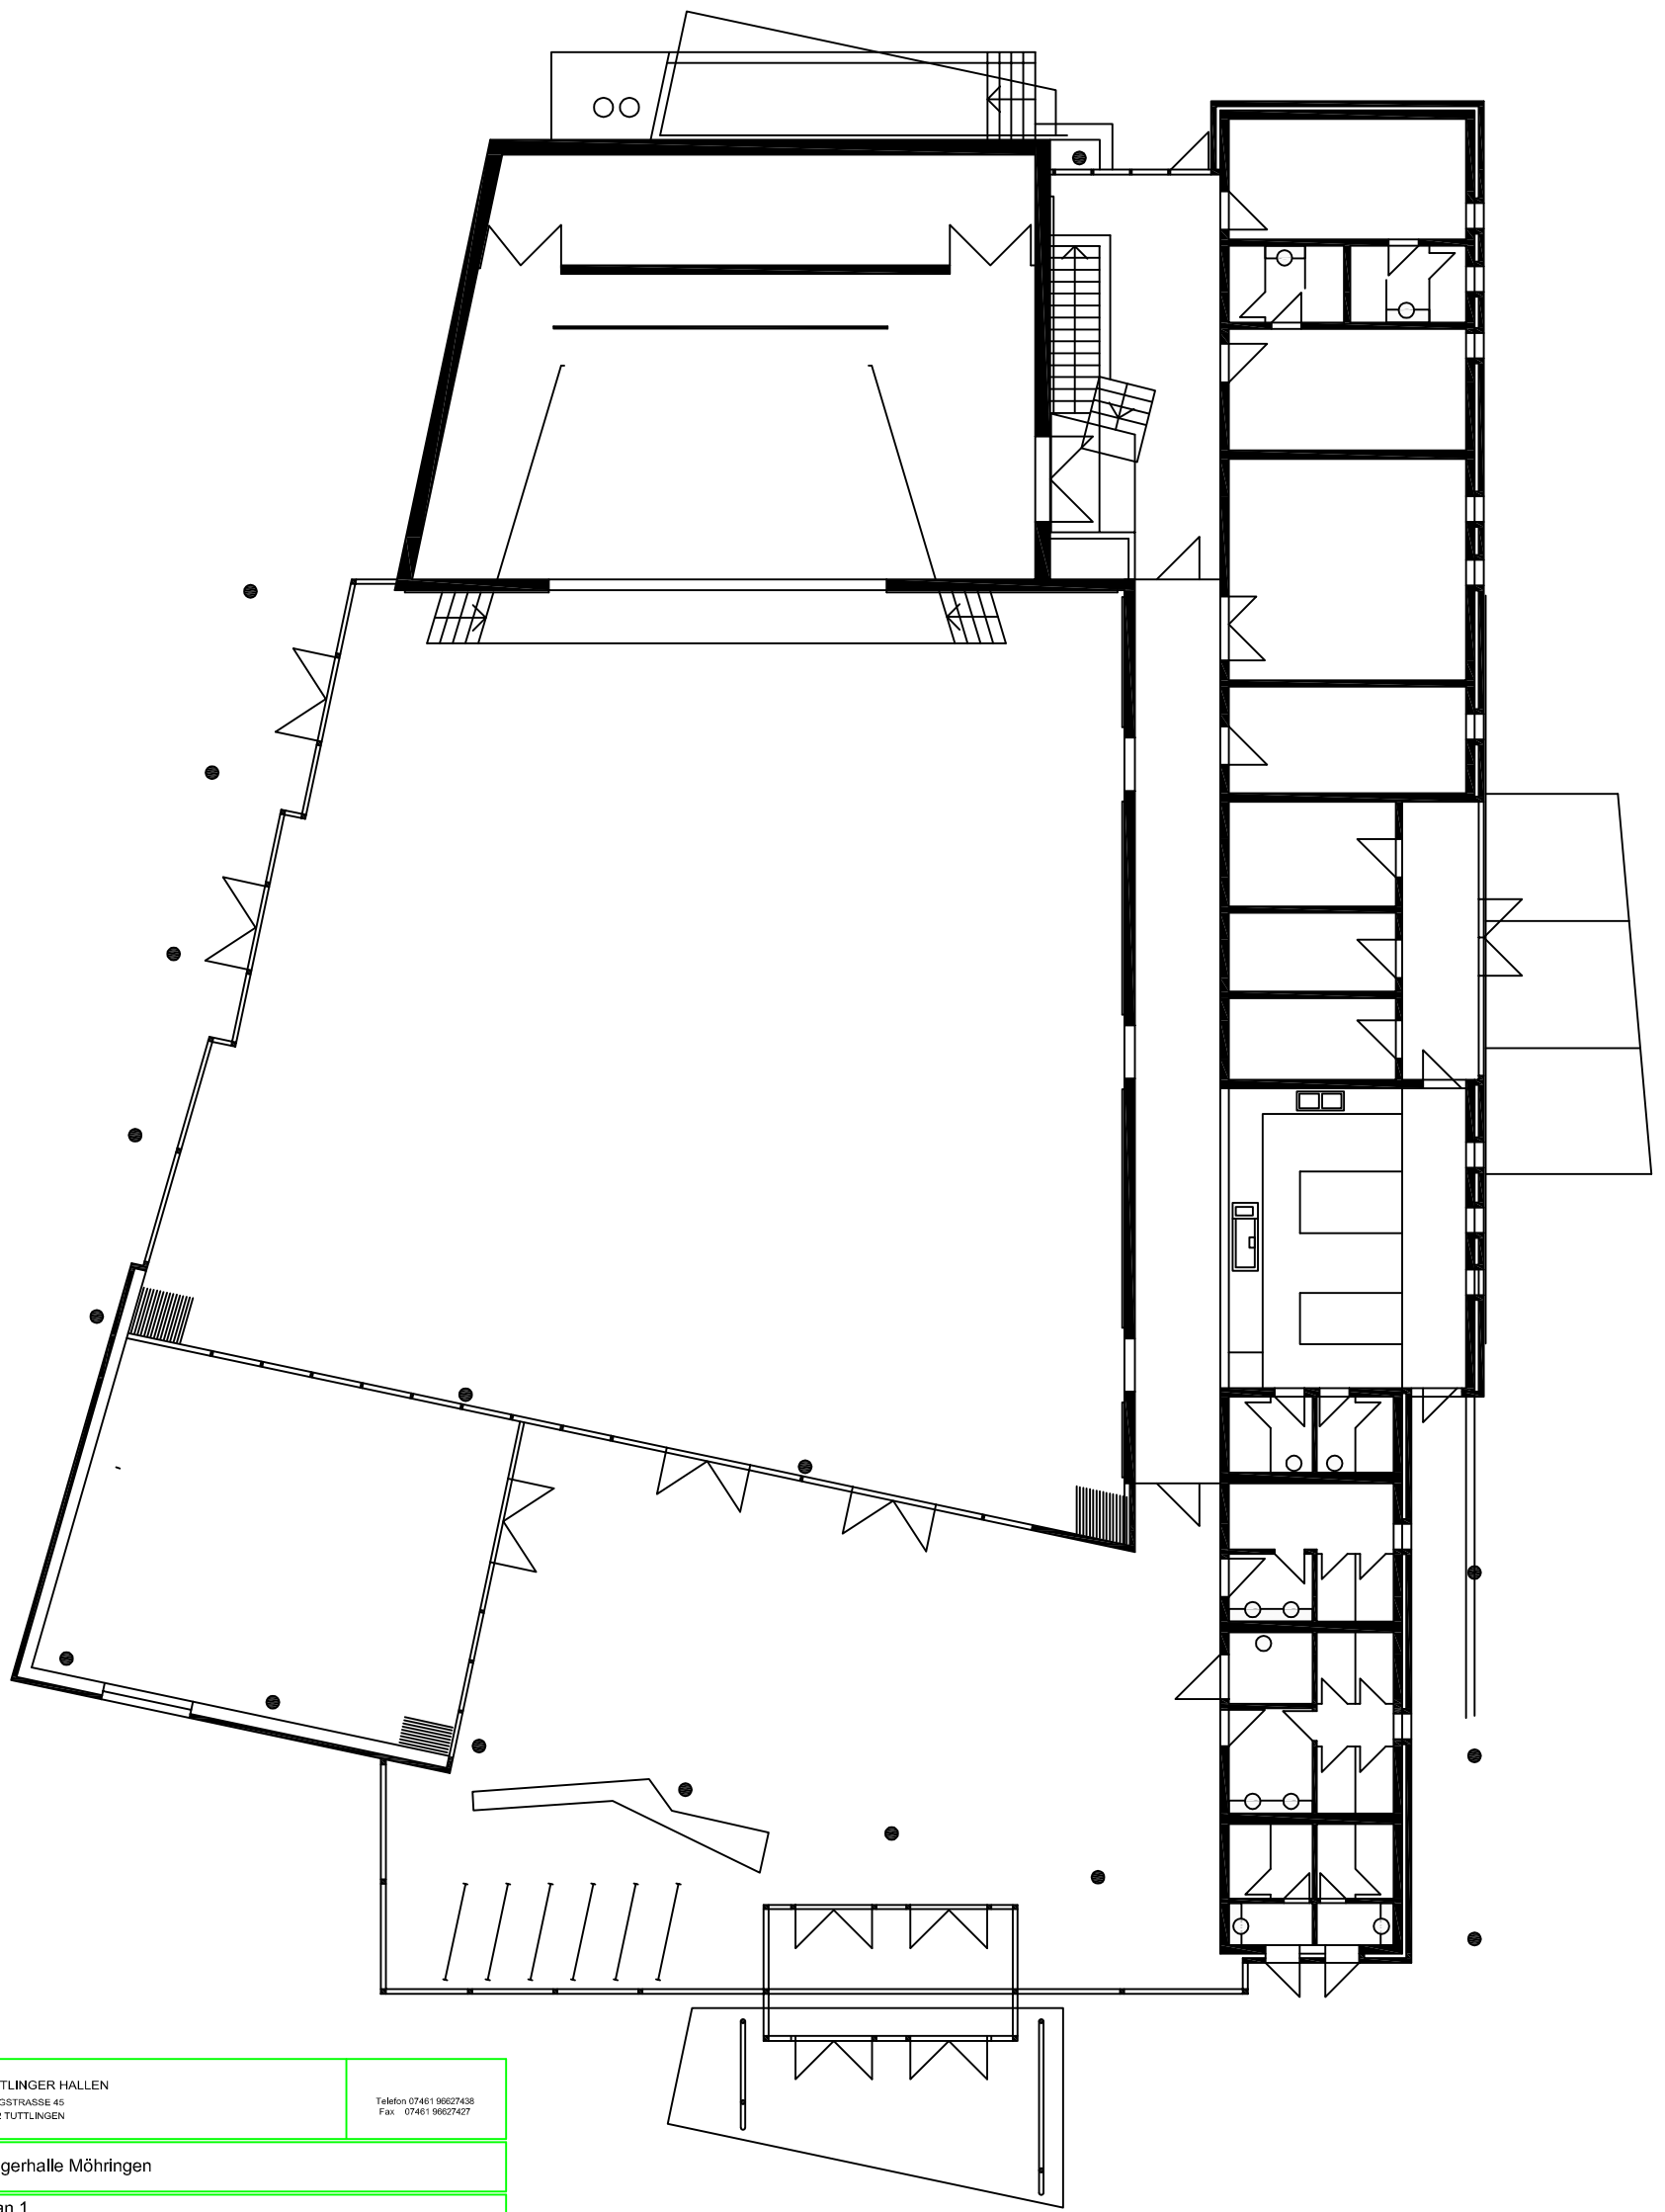 TLINGER HALLEN
GSTRASSE 45
TUTTLINGEN
Telefon 07461 96627438
Fax 07461 96627427
gerhalle Möhringen
an 1